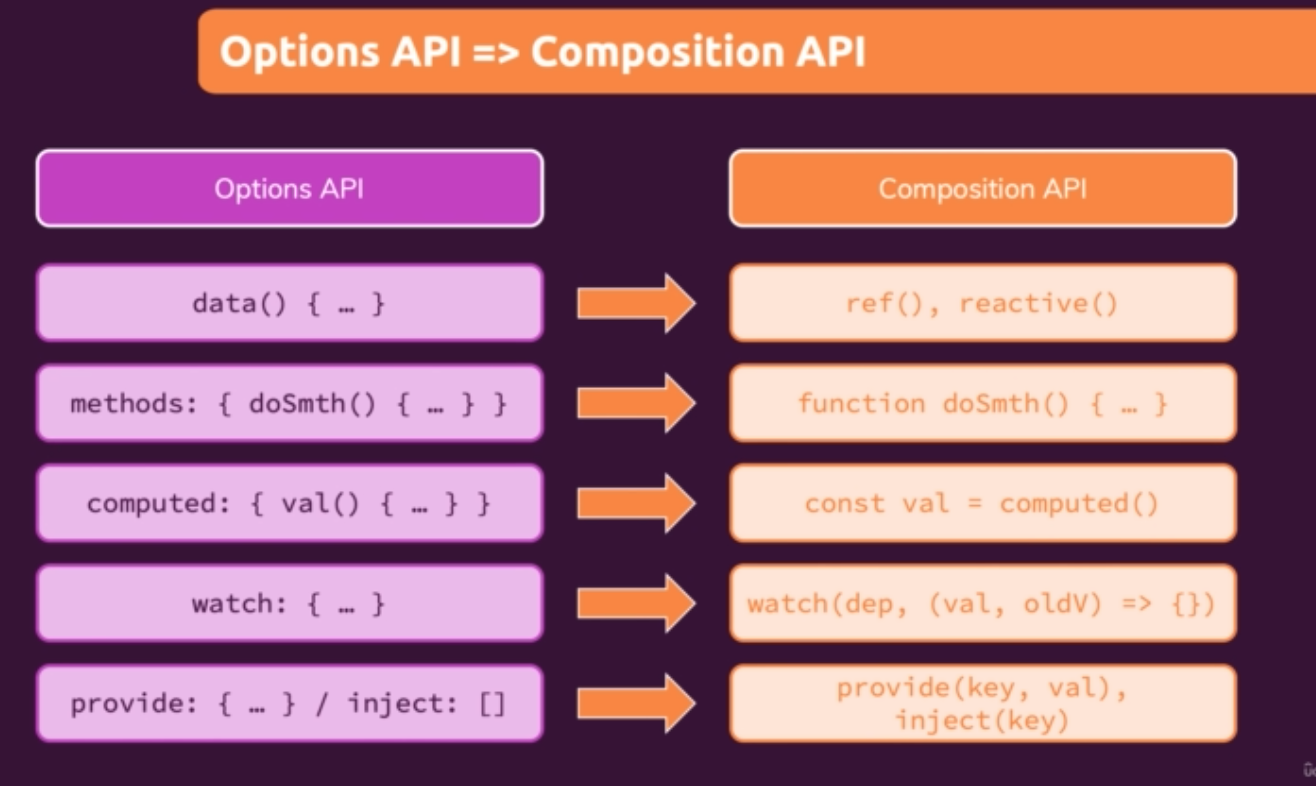 Options API => Composition API
Options API
Composition API
data() { … }
ref(), reactive()
methods: { doSmth() { … } }
function doSmth() { … }
computed: { val() { … } }
const val = computed()
watch: { … }
watch(dep, (val, oldV) => {})
provide: { … } / inject: []
provide(key, val),
inject(key)